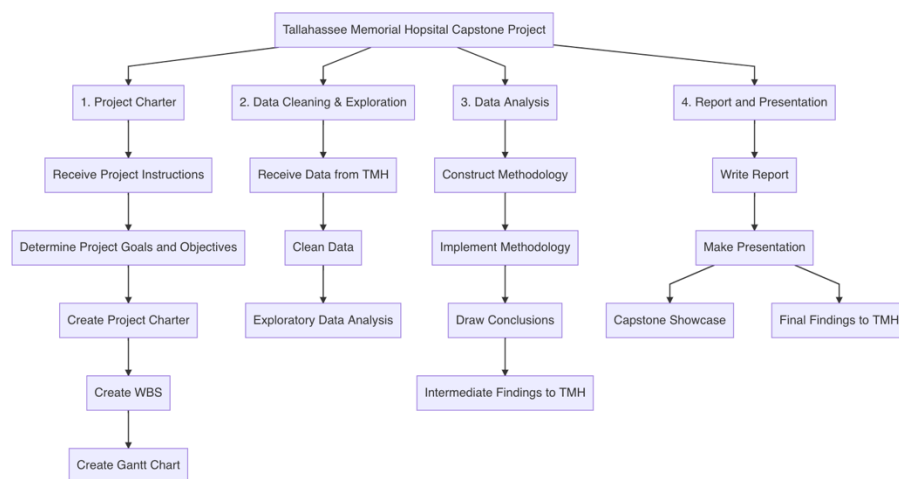 Tallahassee Memorial Hopsital Capstone Project
1. Project Charter
2. Data Cleaning & Exploration
3. Data Analysis
4. Report and Presentation
Receive Project Instructions
Receive Data from TMH
Construct Methodology
Write Report
Determine Project Goals and Objectives
Clean Data
Implement Methodology
Make Presentation
Create Project Charter
Exploratory Data Analysis
Draw Conclusions
Capstone Showcase
Final Findings to TMH
Create WBS
Intermediate Findings to TMH
Create Gantt Chart